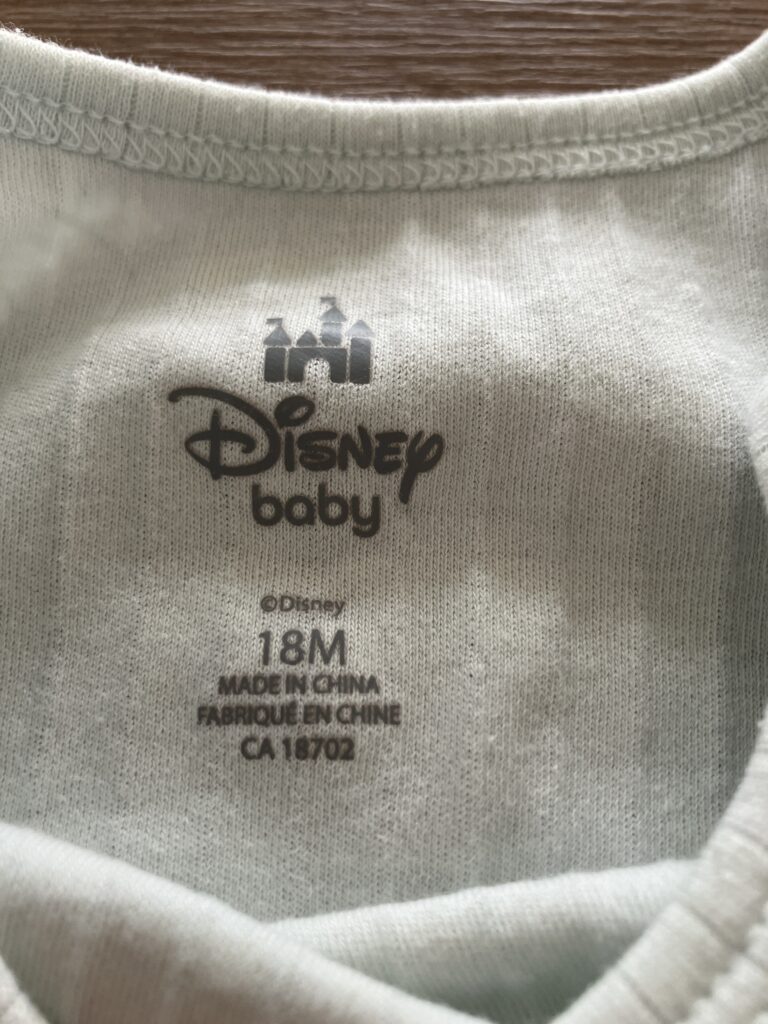 Disney
baby
©Disney
18M
MADE IN CHINA
FABRIQUÉ EN CHINE
CA 18702